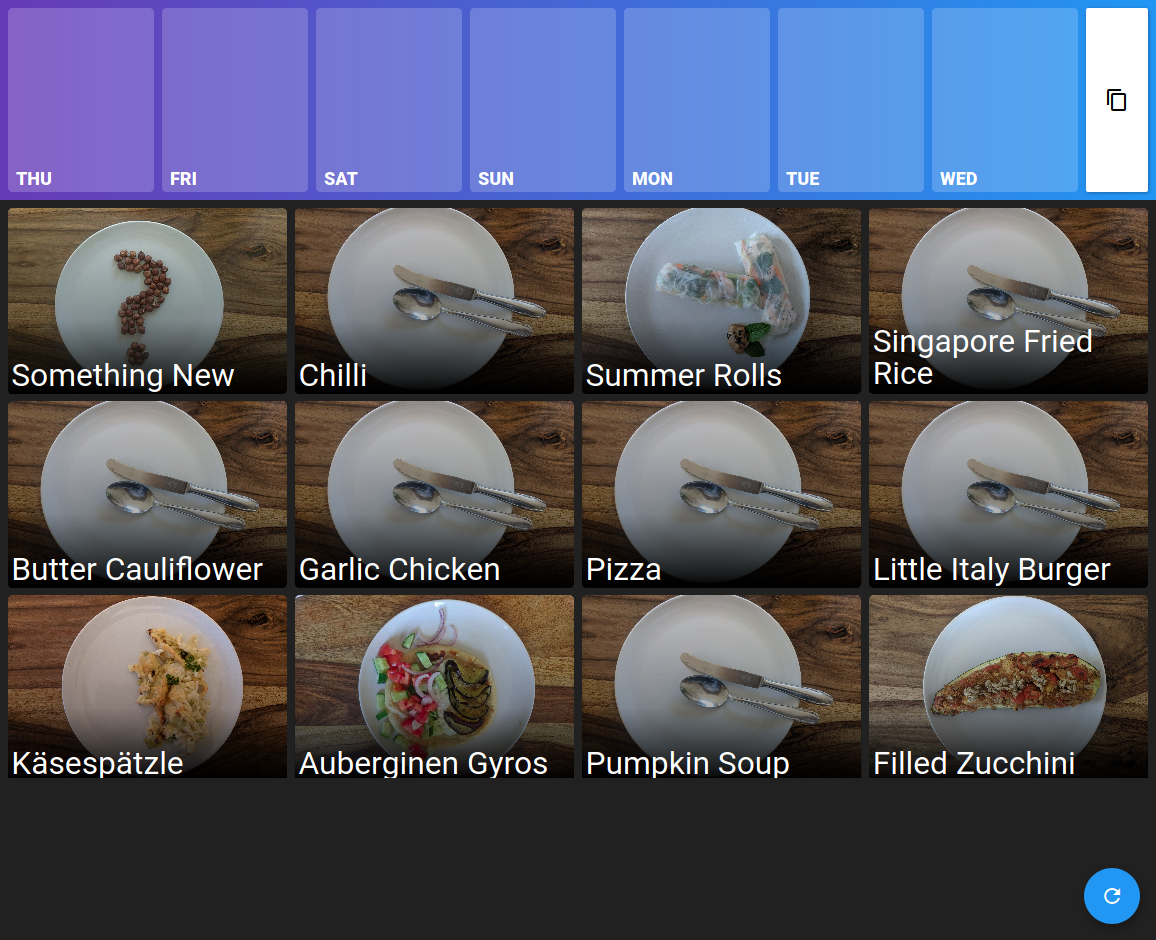 THU
FRI
SAT
SUN
MON
TUE
WED
Something New
Chilli
Summer Rolls
Singapore Fried
Rice
Butter Cauliflower
Garlic Chicken
Pizza
Little Italy Burger
Käsespätzle
Auberginen Gyros
Pumpkin Soup
Filled Zucchini